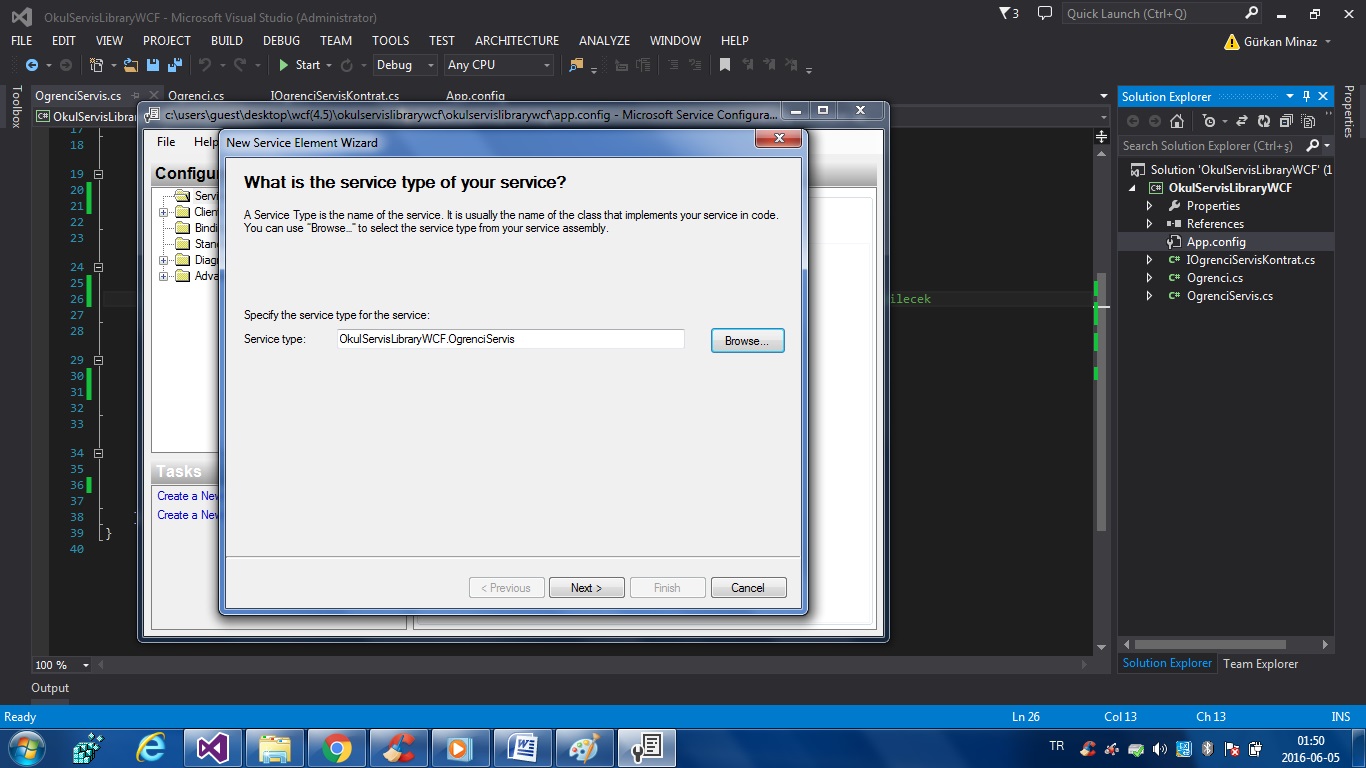 OkulServisLibraryWCF - Microsoft Visual Studio (Administrator)
3
Quick Launch (Ctrl+Q)
FILE EDIT VIEW PROJECT BUILD DEBUG TEAM TOOLS TEST ARCHITECTURE ANALYZE WINDOW HELP
Gürkan Minaz
Start Debug Any CPU
Toolbox
OgrenciServis.cs Ogrenci.cs IOgrenciServisKontrat.cs App.config
OkulServisLibra
17
18
19
20
21
22
23
24
25
26
ilecek
27
28
29
30
31
32
33
34
35
36
37
38
39 }
40
c:\users\guest\desktop\wcf(4.5)\okulservislibrarywcf\okulservislibrarywcf\app.config - Microsoft Service Configura...
File Help
Configu
Servi
Clien
Bindi
Stand
Diagn
Adva
Tasks
Create a New
Create a New
New Service Element Wizard
What is the service type of your service?
A Service Type is the name of the service. It is usually the name of the class that implements your service in code.
You can use "Browse..." to select the service type from your service assembly.
Specify the service type for the service:
Service type: OkulServisLibraryWCF.OgrenciServis Browse...
< Previous Next > Finish Cancel
Solution Explorer
Search Solution Explorer (Ctrl+ş)
Solution 'OkulServisLibraryWCF' (1
OkulServisLibraryWCF
Properties
References
App.config
IOgrenciServisKontrat.cs
Ogrenci.cs
OgrenciServis.cs
Solution Explorer Team Explorer
Properties
100 %
Output
Ready Ln 26 Col 13 Ch 13 INS
TR
01:50
2016-06-05